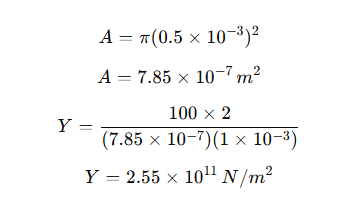 A = π(0.5 × 10⁻³)²
A = 7.85 × 10⁻⁷ m²
Y = (100 × 2) / ((7.85 × 10⁻⁷)(1 × 10⁻³))
Y = 2.55 × 10¹¹ N/m²